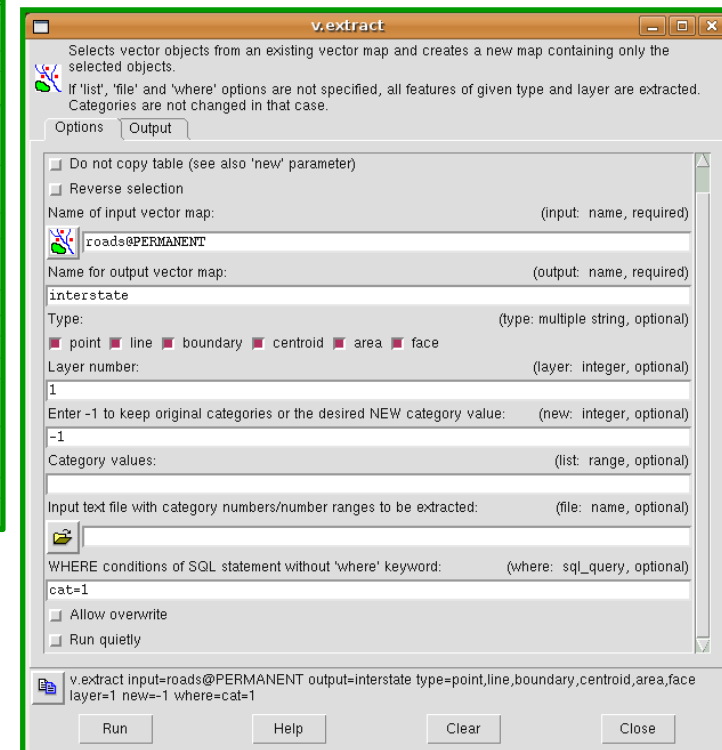 v.extract
Selects vector objects from an existing vector map and creates a new map containing only the
selected objects.
If 'list', 'file' and 'where' options are not specified, all features of given type and layer are extracted.
Categories are not changed in that case.
Options Output
Do not copy table (see also 'new' parameter)
Reverse selection
Name of input vector map: (input: name, required)
roads@PERMANENT
Name for output vector map: (output: name, required)
interstate
Type: (type: multiple string, optional)
point line boundary centroid area face
Layer number: (layer: integer, optional)
1
Enter -1 to keep original categories or the desired NEW category value: (new: integer, optional)
-1
Category values: (list: range, optional)
Input text file with category numbers/number ranges to be extracted: (file: name, optional)
WHERE conditions of SQL statement without 'where' keyword: (where: sql_query, optional)
cat=1
Allow overwrite
Run quietly
v.extract input=roads@PERMANENT output=interstate type=point,line,boundary,centroid,area,face
layer=1 new=-1 where=cat=1
Run Help Clear Close